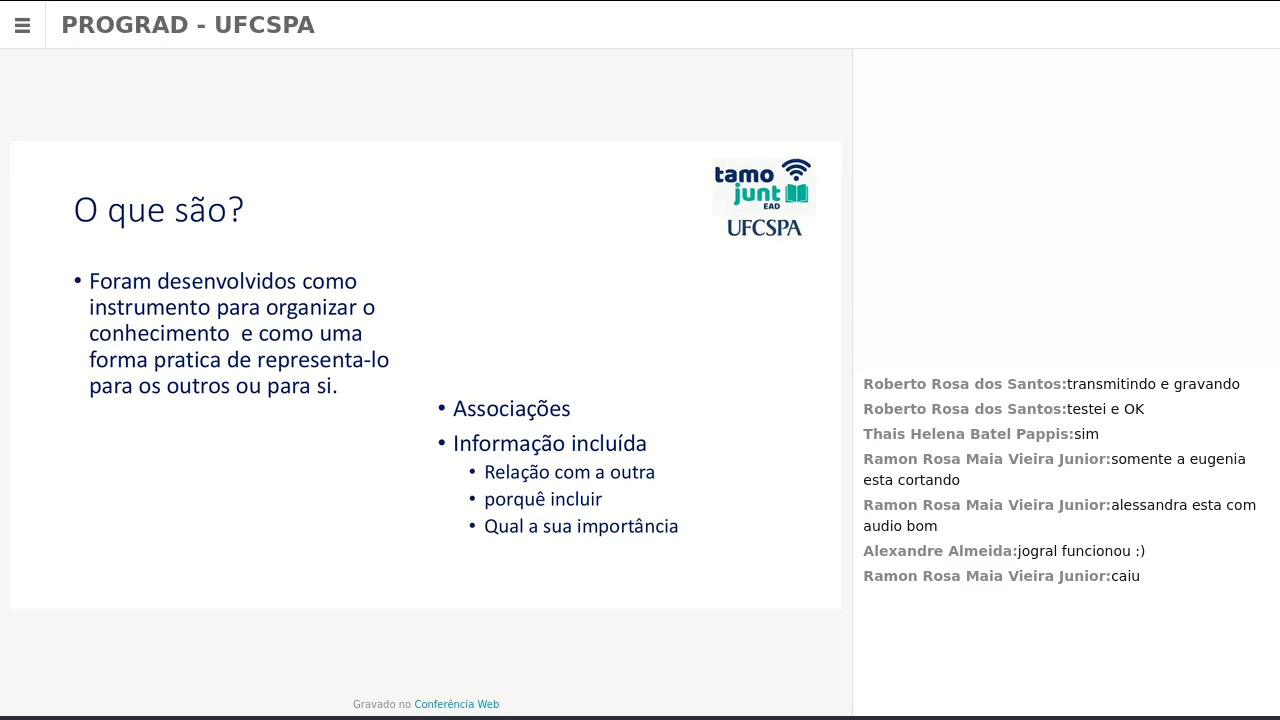 PROGRAD - UFCSPA
tamo
junt
EAD
UFCSPA
O que são?
• Foram desenvolvidos como
instrumento para organizar o
conhecimento  e como uma
forma pratica de representa-lo
para os outros ou para si.
• Associações
• Informação incluída
• Relação com a outra
• porquê incluir
• Qual a sua importância
Roberto Rosa dos Santos:transmitindo e gravando
Roberto Rosa dos Santos:testei e OK
Thais Helena Batel Pappis:sim
Ramon Rosa Maia Vieira Junior:somente a eugenia
esta cortando
Ramon Rosa Maia Vieira Junior:alessandra esta com
audio bom
Alexandre Almeida:jogral funcionou :)
Ramon Rosa Maia Vieira Junior:caiu
Gravado no Conferência Web